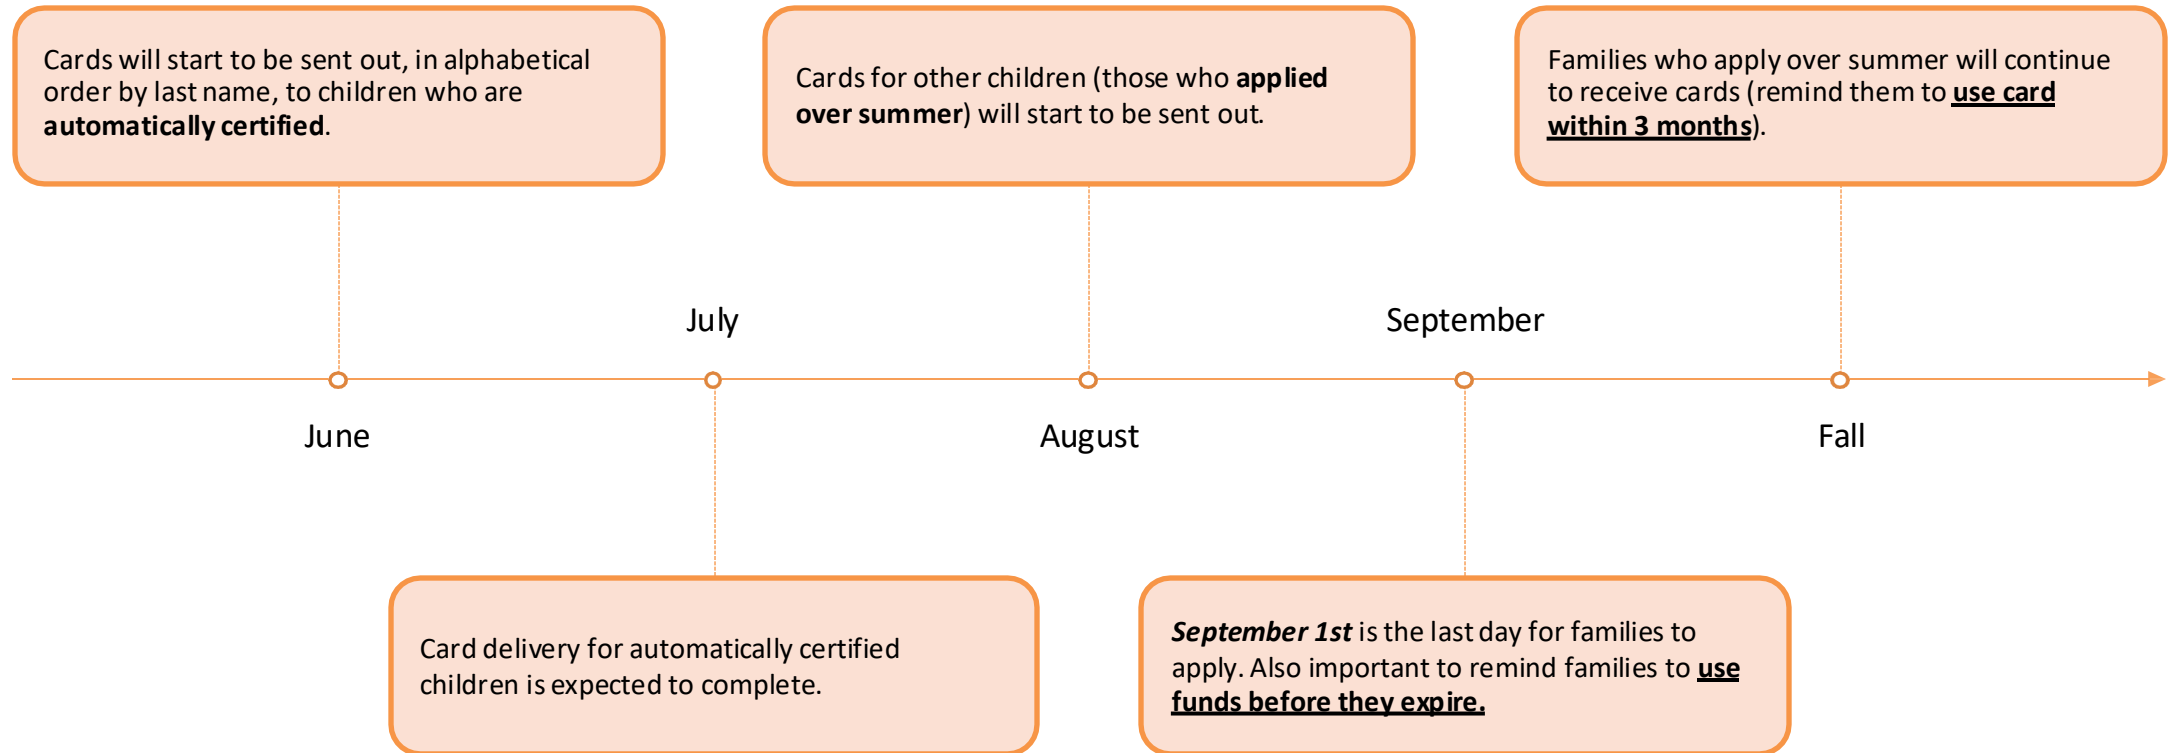 Cards will start to be sent out, in alphabetical
order by last name, to children who are
automatically certified.
Cards for other children (those who applied
over summer) will start to be sent out.
Families who apply over summer will continue
to receive cards (remind them to use card
within 3 months).
July
September
June
August
Fall
Card delivery for automatically certified
children is expected to complete.
September 1st is the last day for families to
apply. Also important to remind families to use
funds before they expire.